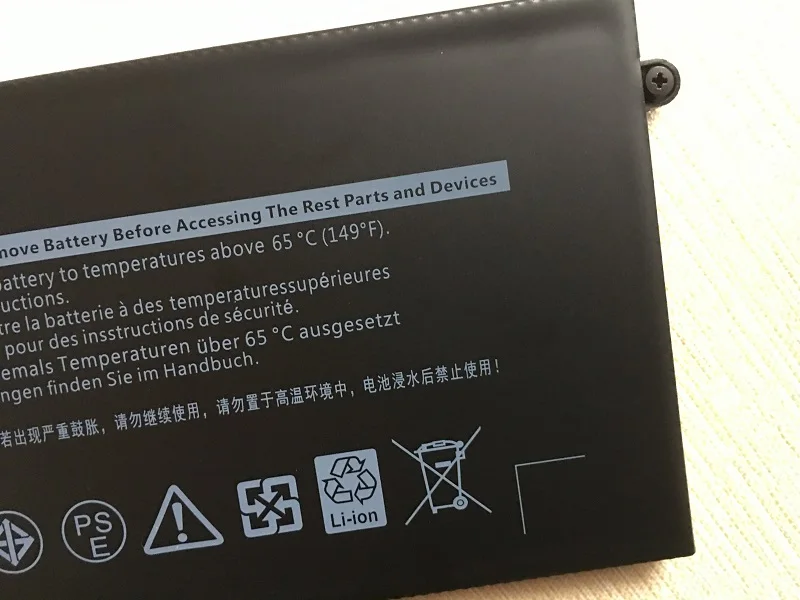 move Battery Before Accessing The Rest Parts and Devices
battery to temperatures above 65 °C (149°F).
uctions.
tre la batterie à des temperaturessupérieures
pour des insstructions de sécurité.
emals Temperaturen über 65 °C ausgesetzt
ngen finden Sie im Handbuch.
若出现严重鼓胀，请勿继续使用，请勿置于高温环境中，电池浸水后禁止使用！
PS
E
Li-ion